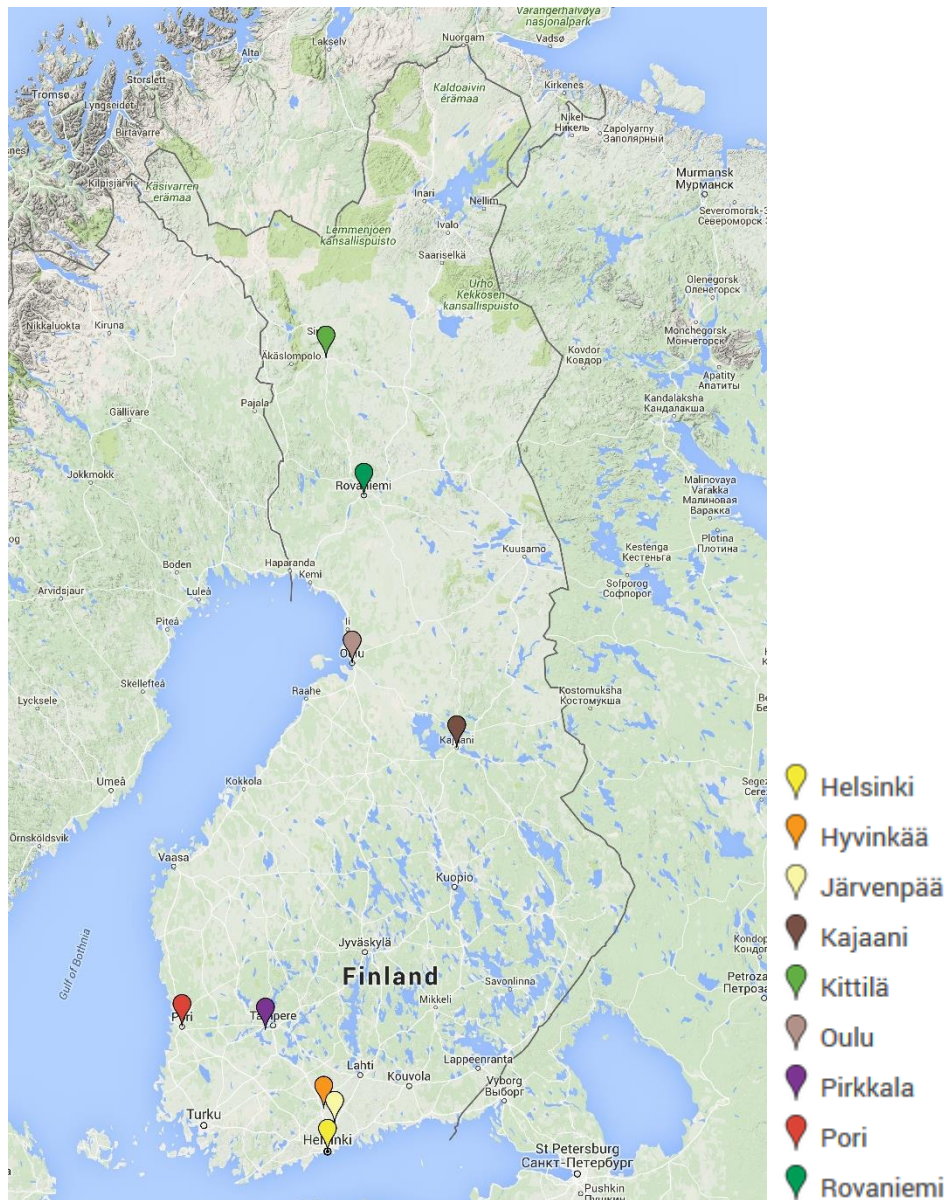 Varangerhalvøya
nasjonalpark
Nuorgam
Vadsø
Lakselv
Alta
Storslett
Kirkenes
Tromsø
Lyngseidet
Kaldoaivin
erämaa
Nikel
Никель
Zapolyarny
Заполярный
Birtavarre
Murmansk
Мурманск
Kilpisjärvi
Käsivarren
erämaa
Inari
Nellim
Severomorsk-3
Североморск 3
Ivalo
Lemmenjoen
kansallispuisto
Saariselkä
Urho
Kekkosen
kansallispuisto
Olenegorsk
Оленегорск
Nikkaluokta
Kiruna
Monchegorsk
Мончегорск
Äkäslompolo
Kovdor
Ковдор
Apatity
Апатиты
Pajala
Kandalaksha
Кандалакша
Gällivare
Jokkmokk
Rovaniemi
Malinovaya
Varakka
Малиновая
Варакка
Plotina
Плотина
Kuusamo
Kestenga
Кестеньга
Haparanda
Boden
Kemi
Sofporog
Софпорог
Arvidsjaur
Luleå
Piteå
Ii
Oulu
Skellefteå
Raahe
Kostomuksha
Костомукша
Lycksele
Kajaani
Umeå
Kokkola
Örnsköldsvik
Vaasa
Kuopio
Gulf of Bothnia
Jyväskylä
Finland
Savonlinna
Mikkeli
Pori
Tampere
Lahti
Lappeenranta
Kouvola
Vyborg
Выборг
Turku
Helsinki
St Petersburg
Санкт-Петербург
Pushkin
Пушкин
Helsinki
Hyvinkää
Järvenpää
Kajaani
Kittilä
Oulu
Pirkkala
Pori
Rovaniemi